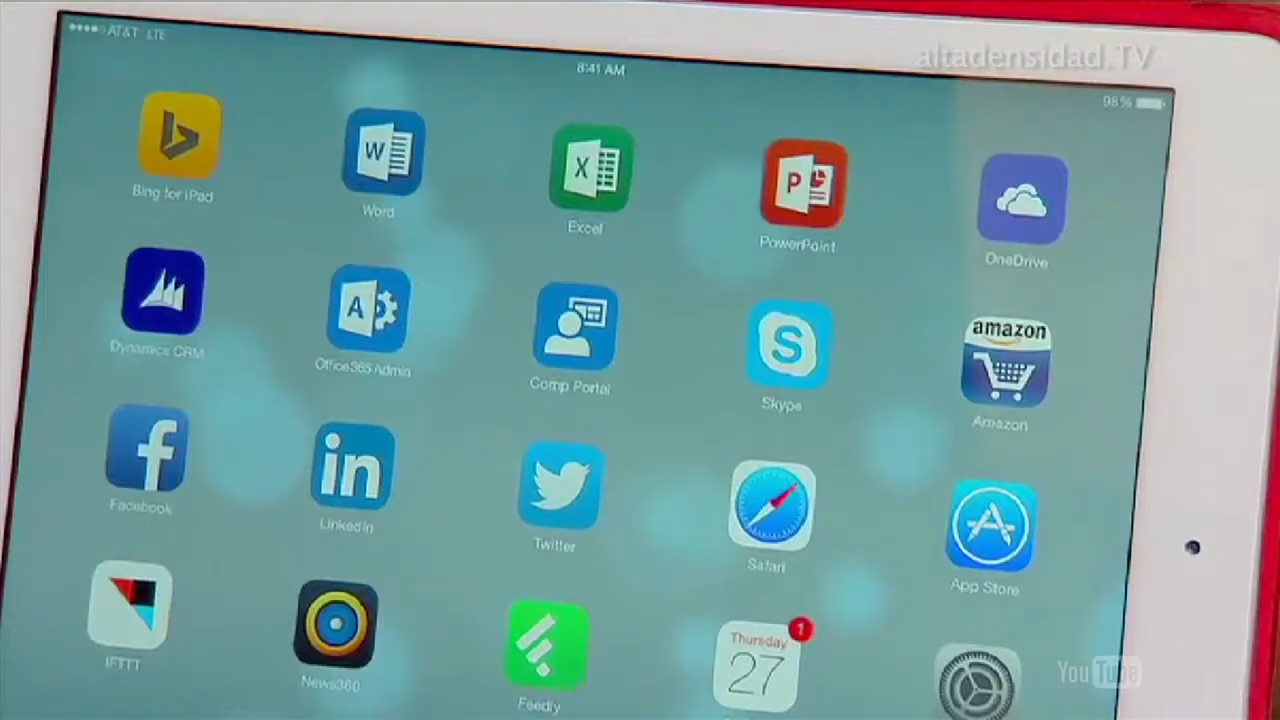 AT&T LTE
8:41 AM
altadensidad.TV
98%
Bing for iPad
W
Word
X
Excel
P
PowerPoint
OneDrive
Dynamics CRM
A
Office365 Admin
Comp Portal
S
Skype
amazon
Amazon
f
Facebook
in
LinkedIn
Twitter
Safari
App Store
IFTTT
News360
Feedly
Thursday
27
1
YouTube